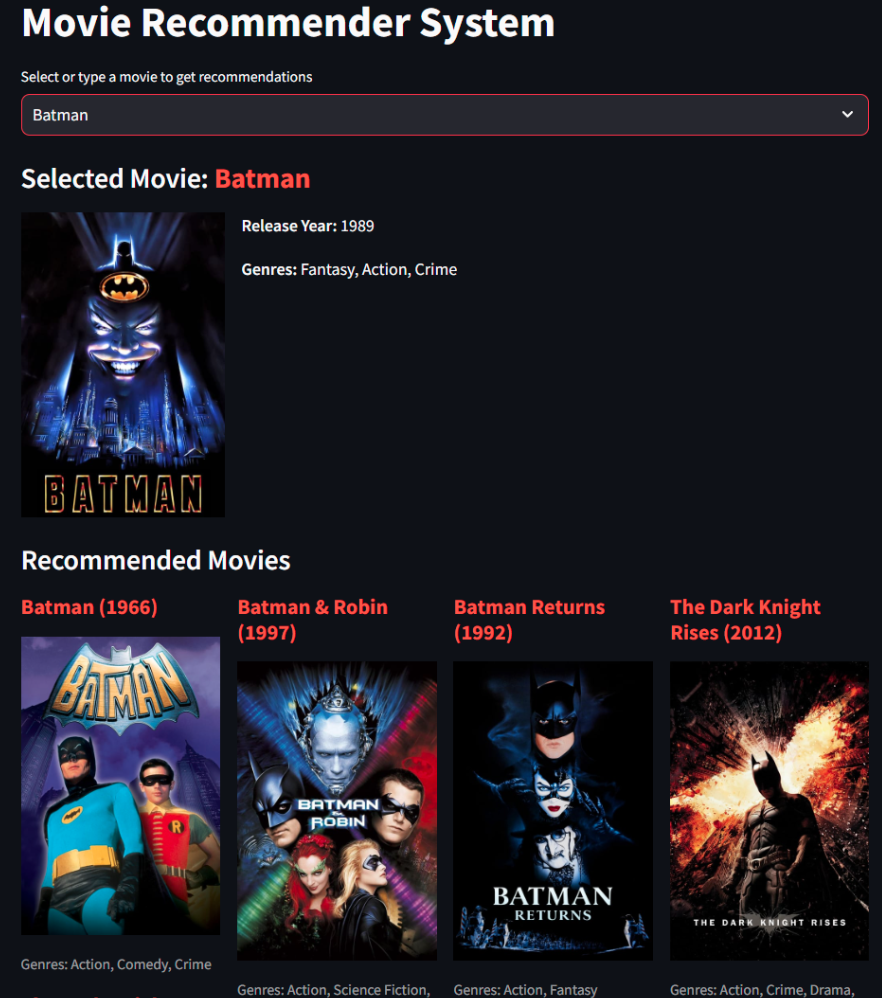 Movie Recommender System
Select or type a movie to get recommendations
Batman
Selected Movie: Batman
Release Year: 1989
Genres: Fantasy, Action, Crime
BATMAN
Recommended Movies
Batman (1966)
Batman & Robin
(1997)
Batman Returns
(1992)
The Dark Knight
Rises (2012)
BATMAN
R
BATMAN
&
ROBIN
BATMAN
RETURNS
THE DARK KNIGHT RISES
Genres: Action, Comedy, Crime
Genres: Action, Science Fiction,
Genres: Action, Fantasy
Genres: Action, Crime, Drama,